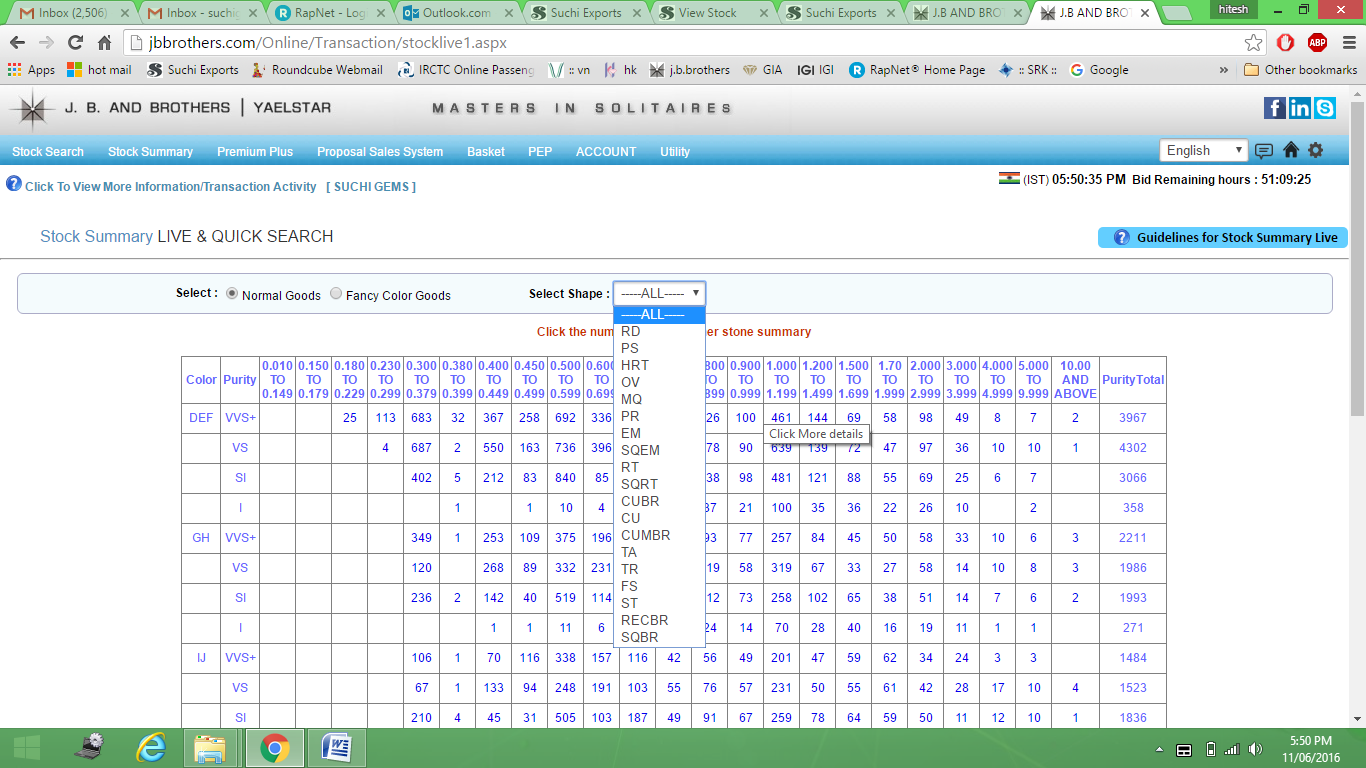 Inbox (2,506)
Inbox - suchi
RapNet - Log
Outlook.com
Suchi Exports
View Stock
Suchi Exports
J.B AND BROT
J.B AND BROT
hitesh
jbbrothers.com/Online/Transaction/stocklive1.aspx
ABP
Apps hot mail Suchi Exports Roundcube Webmail IRCTC Online Passeng :: vn hk j.b.brothers GIA IGI IGI RapNet® Home Page :: SRK :: Google » Other bookmarks
J. B. AND BROTHERS | YAELSTAR MASTERS IN SOLITAIRES
Stock Search Stock Summary Premium Plus Proposal Sales System Basket PEP ACCOUNT Utility English
Click To View More Information/Transaction Activity [ SUCHI GEMS ] (IST) 05:50:35 PM Bid Remaining hours : 51:09:25
Stock Summary LIVE & QUICK SEARCH Guidelines for Stock Summary Live
Select : Normal Goods Fancy Color Goods Select Shape : -----ALL-----
-----ALL-----
RD
PS
HRT
OV
MQ
PR
EM
SQEM
RT
SQRT
CUBR
CU
CUMBR
TA
TR
FS
ST
RECBR
SQBR
Click the num er stone summary
Color Purity 0.010 TO 0.149 0.150 TO 0.179 0.180 TO 0.229 0.230 TO 0.299 0.300 TO 0.379 0.380 TO 0.399 0.400 TO 0.449 0.450 TO 0.499 0.500 TO 0.599 0.900 TO 0.999 1.000 TO 1.199 1.200 TO 1.499 1.500 TO 1.699 1.70 TO 1.999 2.000 TO 2.999 3.000 TO 3.999 4.000 TO 4.999 5.000 TO 9.999 10.00 AND ABOVE PurityTotal
DEF VVS+ 25 113 683 32 367 258 692 336 26 100 461 144 69 58 98 49 8 7 2 3967
Click More details
VS 4 687 2 550 163 736 396 78 90 639 139 72 47 97 36 10 10 1 4302
SI 402 5 212 83 840 85 38 98 481 121 88 55 69 25 6 7 3066
I 1 1 10 4 37 21 100 35 36 22 26 10 2 358
GH VVS+ 349 1 253 109 375 196 93 77 257 84 45 50 58 33 10 6 3 2211
VS 120 268 89 332 231 19 58 319 67 33 27 58 14 10 8 3 1986
SI 236 2 142 40 519 114 12 73 258 102 65 38 51 14 7 6 2 1993
I 1 1 11 6 24 14 70 28 40 16 19 11 1 1 271
IJ VVS+ 106 1 70 116 338 157 116 42 56 49 201 47 59 62 34 24 3 3 1484
VS 67 1 133 94 248 191 103 55 76 57 231 50 55 61 42 28 17 10 4 1523
SI 210 4 45 31 505 103 187 49 91 67 259 78 64 59 50 11 12 10 1 1836
5:50 PM
11/06/2016